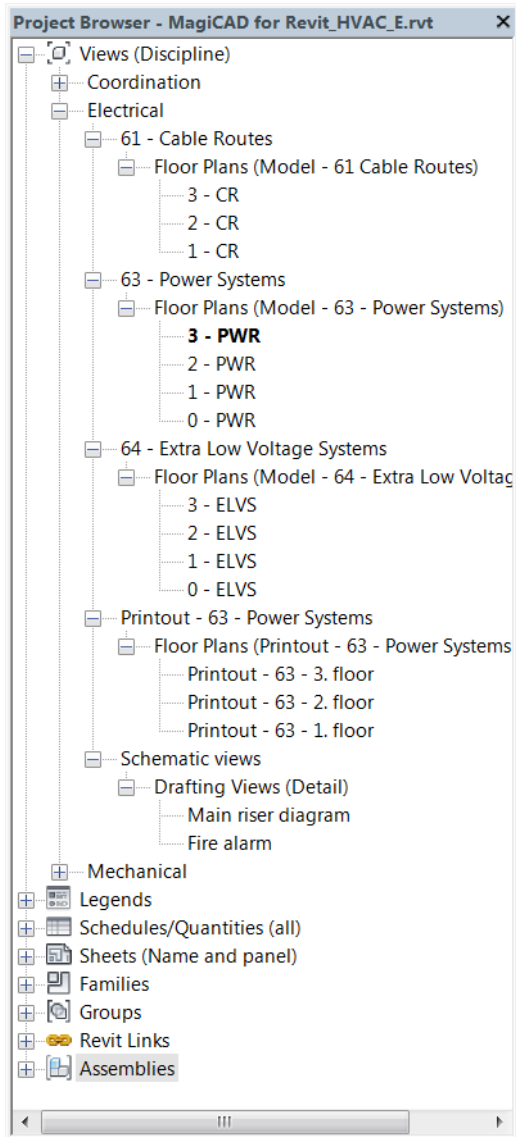 Project Browser - MagiCAD for Revit_HVAC_E.rvt
Views (Discipline)
Coordination
Electrical
61 - Cable Routes
Floor Plans (Model - 61 Cable Routes)
3 - CR
2 - CR
1 - CR
63 - Power Systems
Floor Plans (Model - 63 - Power Systems)
3 - PWR
2 - PWR
1 - PWR
0 - PWR
64 - Extra Low Voltage Systems
Floor Plans (Model - 64 - Extra Low Voltag
3 - ELVS
2 - ELVS
1 - ELVS
0 - ELVS
Printout - 63 - Power Systems
Floor Plans (Printout - 63 - Power Systems
Printout - 63 - 3. floor
Printout - 63 - 2. floor
Printout - 63 - 1. floor
Schematic views
Drafting Views (Detail)
Main riser diagram
Fire alarm
Mechanical
Legends
Schedules/Quantities (all)
Sheets (Name and panel)
Families
Groups
Revit Links
Assemblies